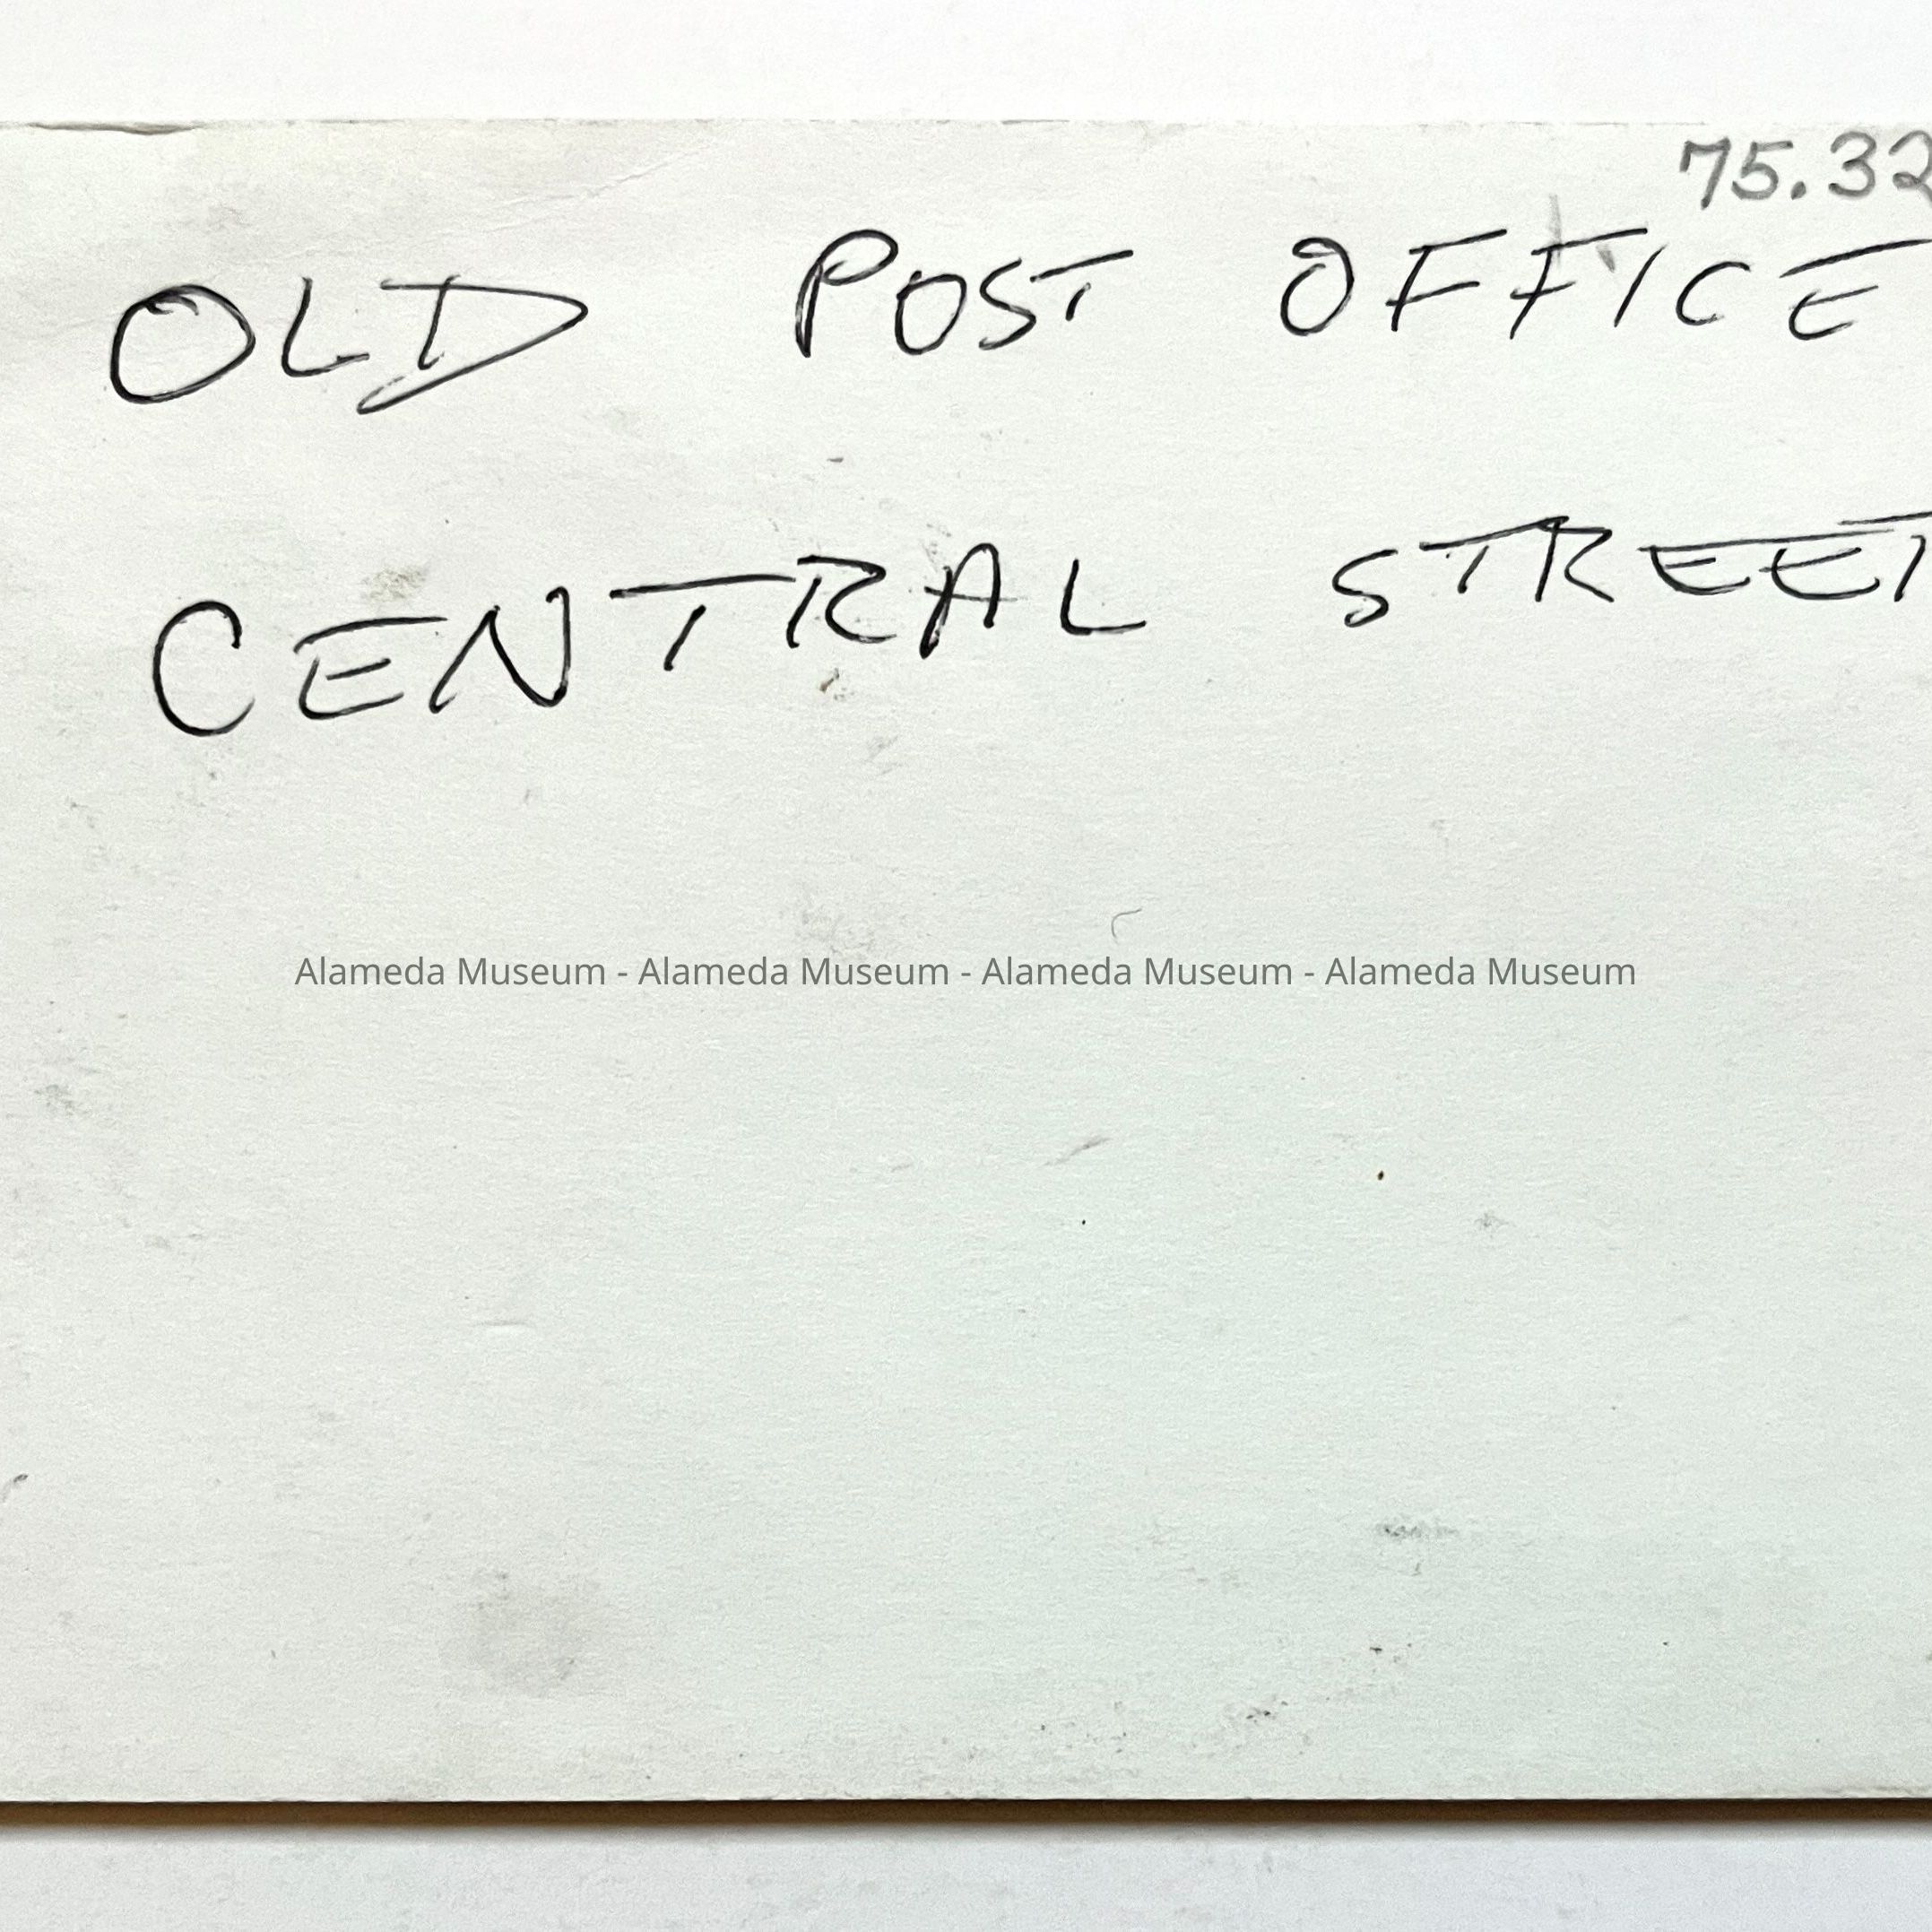 75.32
OLD POST OFFICE
CENTRAL STREET
Alameda Museum - Alameda Museum - Alameda Museum - Alameda Museum